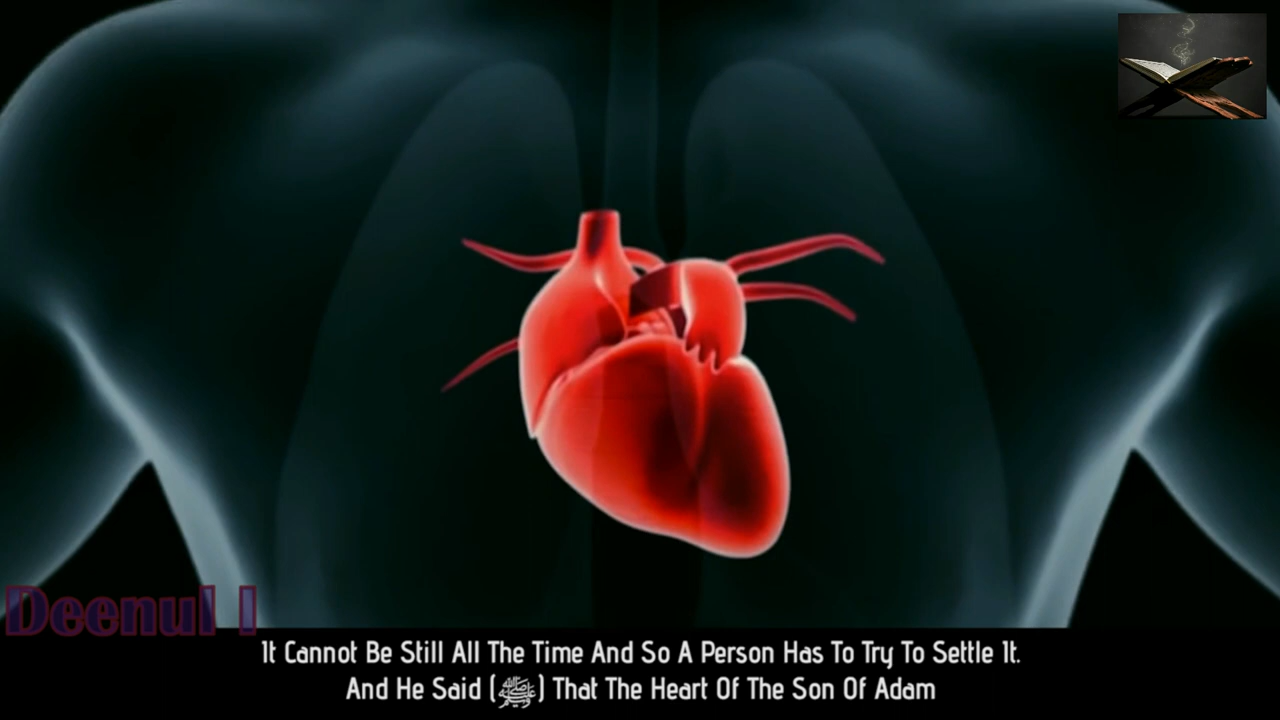 Deenul I
It Cannot Be Still All The Time And So A Person Has To Try To Settle It.
And He Said (ﷺ) That The Heart Of The Son Of Adam